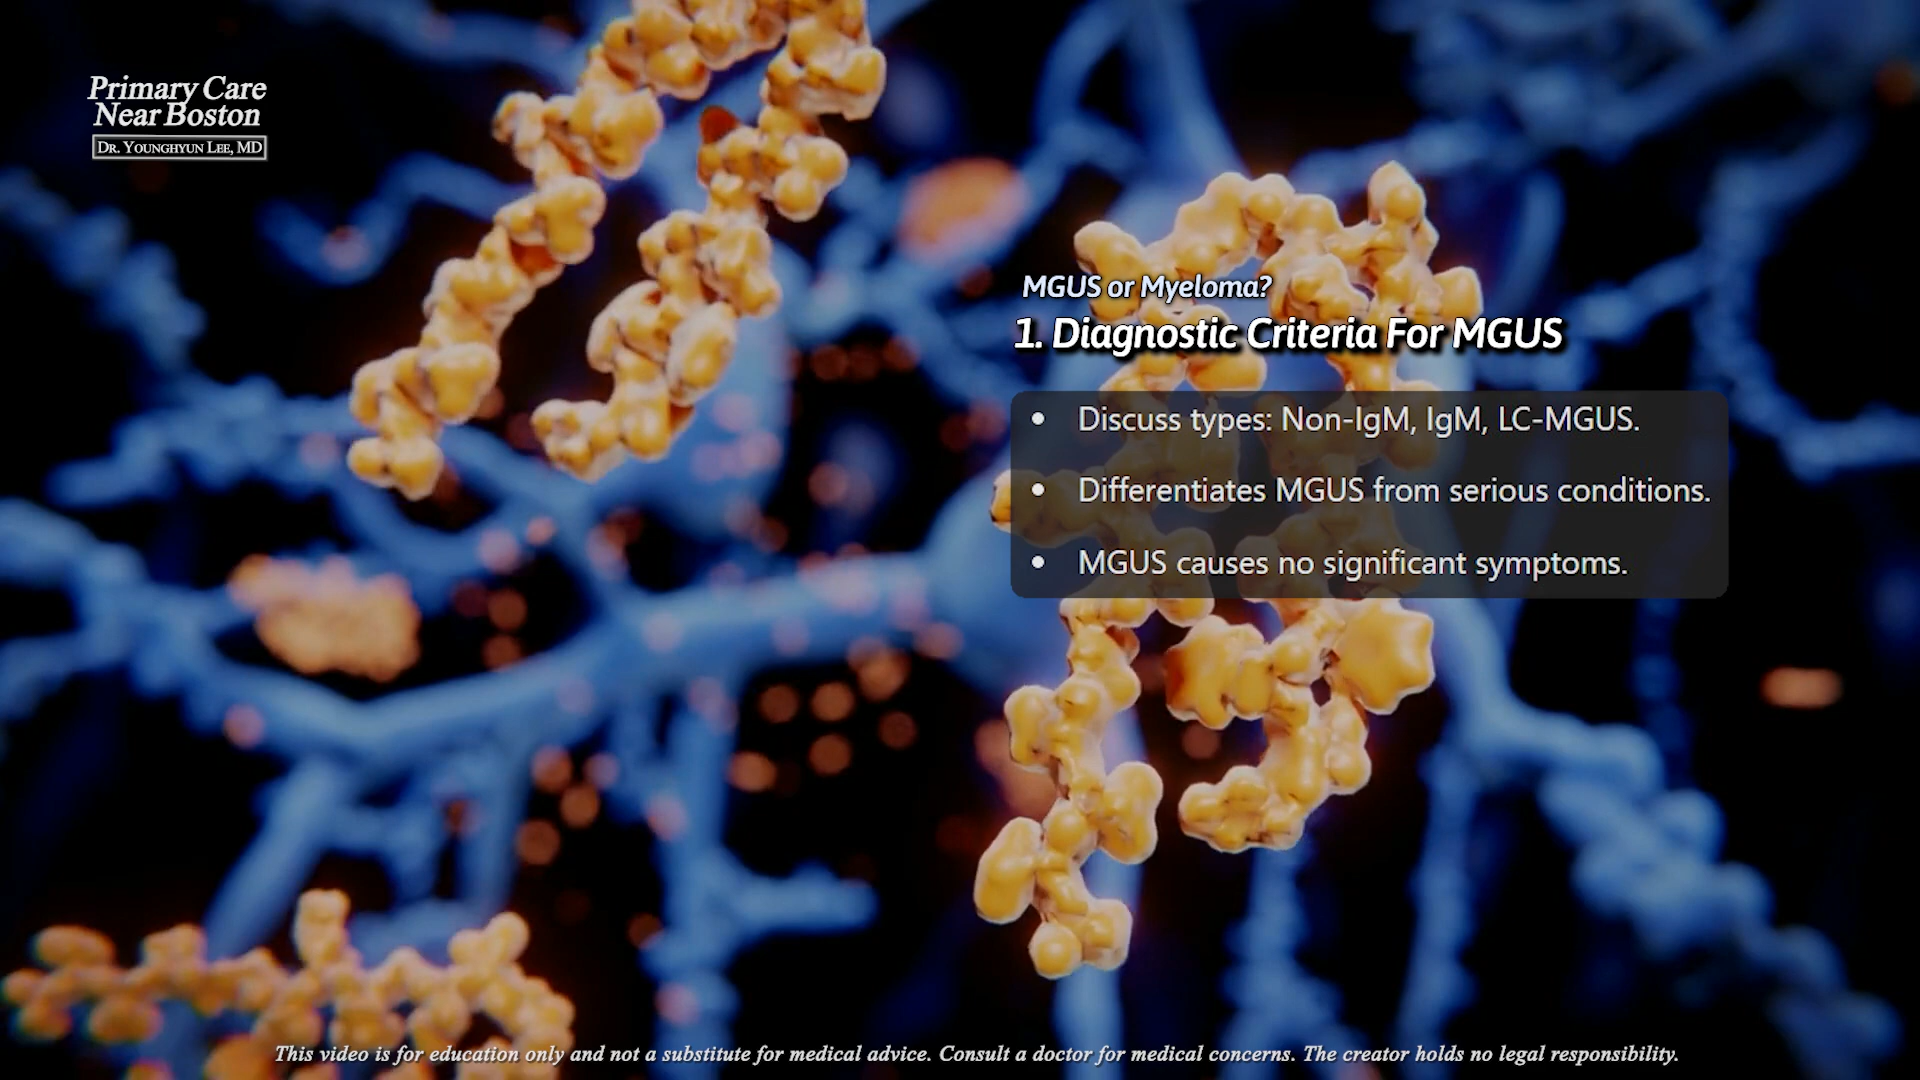 Primary Care
Near Boston
Dr. Younghyun Lee, MD
MGUS or Myeloma?
1. Diagnostic Criteria For MGUS
• Discuss types: Non-IgM, IgM, LC-MGUS.
• Differentiates MGUS from serious conditions.
• MGUS causes no significant symptoms.
This video is for education only and not a substitute for medical advice. Consult a doctor for medical concerns. The creator holds no legal responsibility.